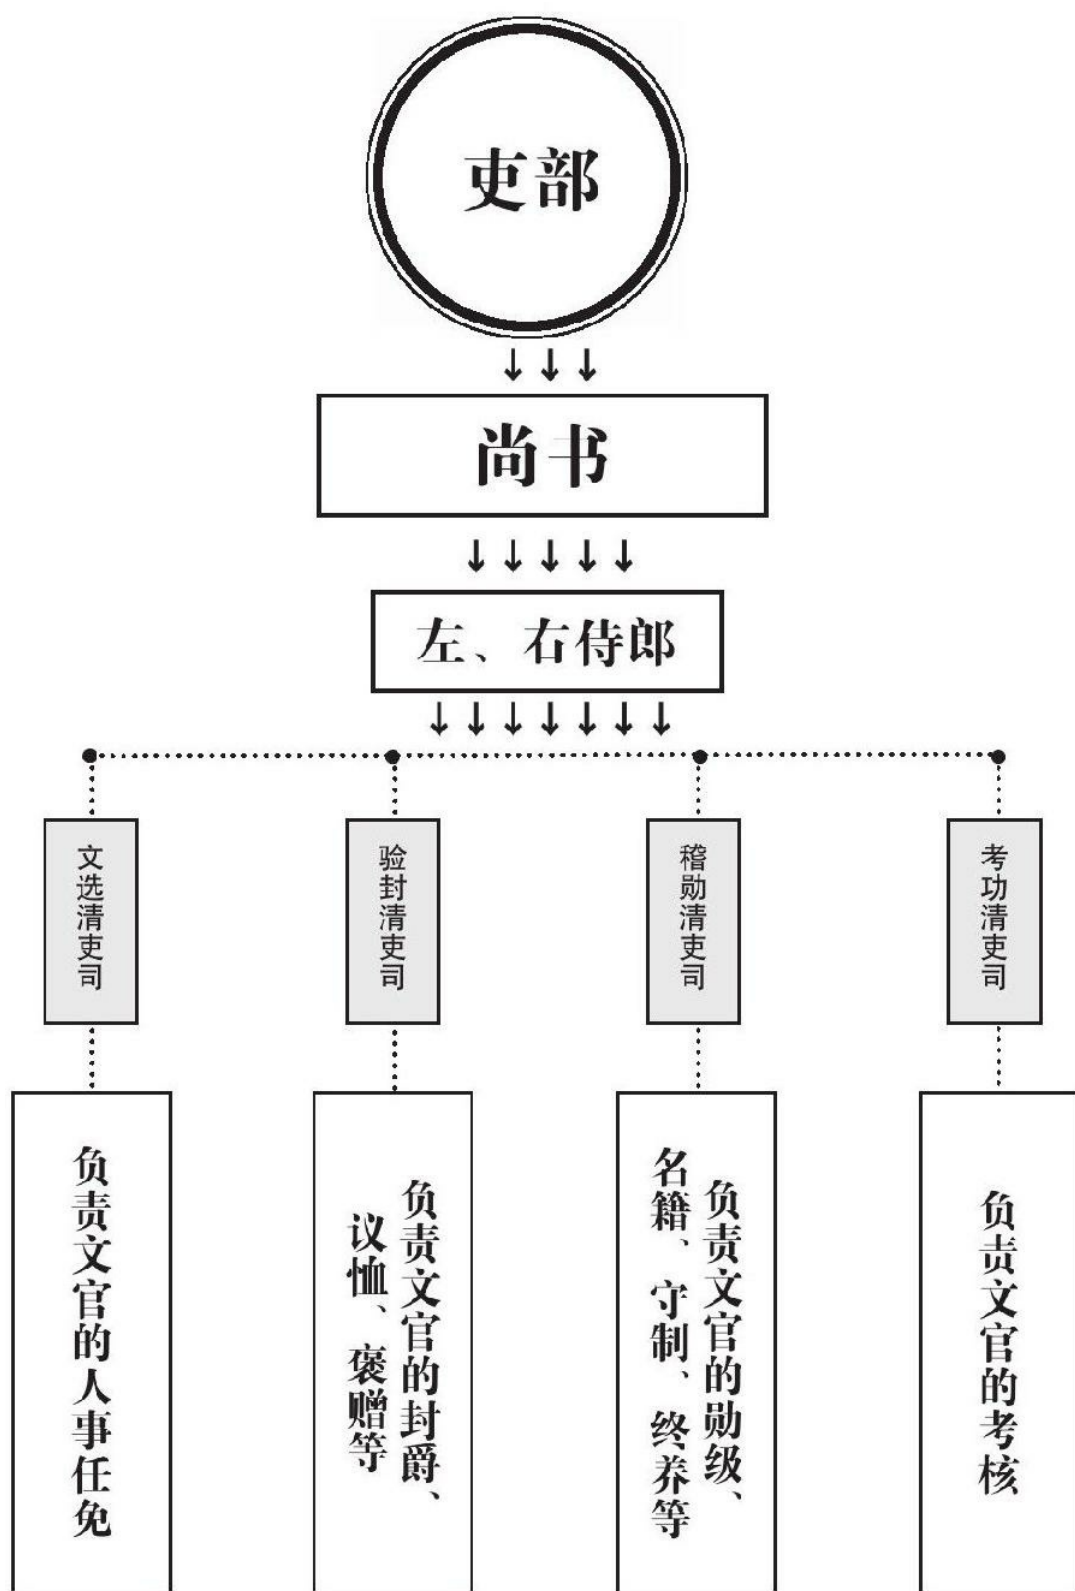 吏部
↓↓↓
尚书
↓↓↓↓↓
左、右侍郎
↓↓↓↓↓↓↓
文选清吏司
验封清吏司
稽勋清吏司
考功清吏司
负责文官的人事任免
负责文官的封爵、
议恤、褒赠等
负责文官的勋级、
名籍、守制、终养等
负责文官的考核